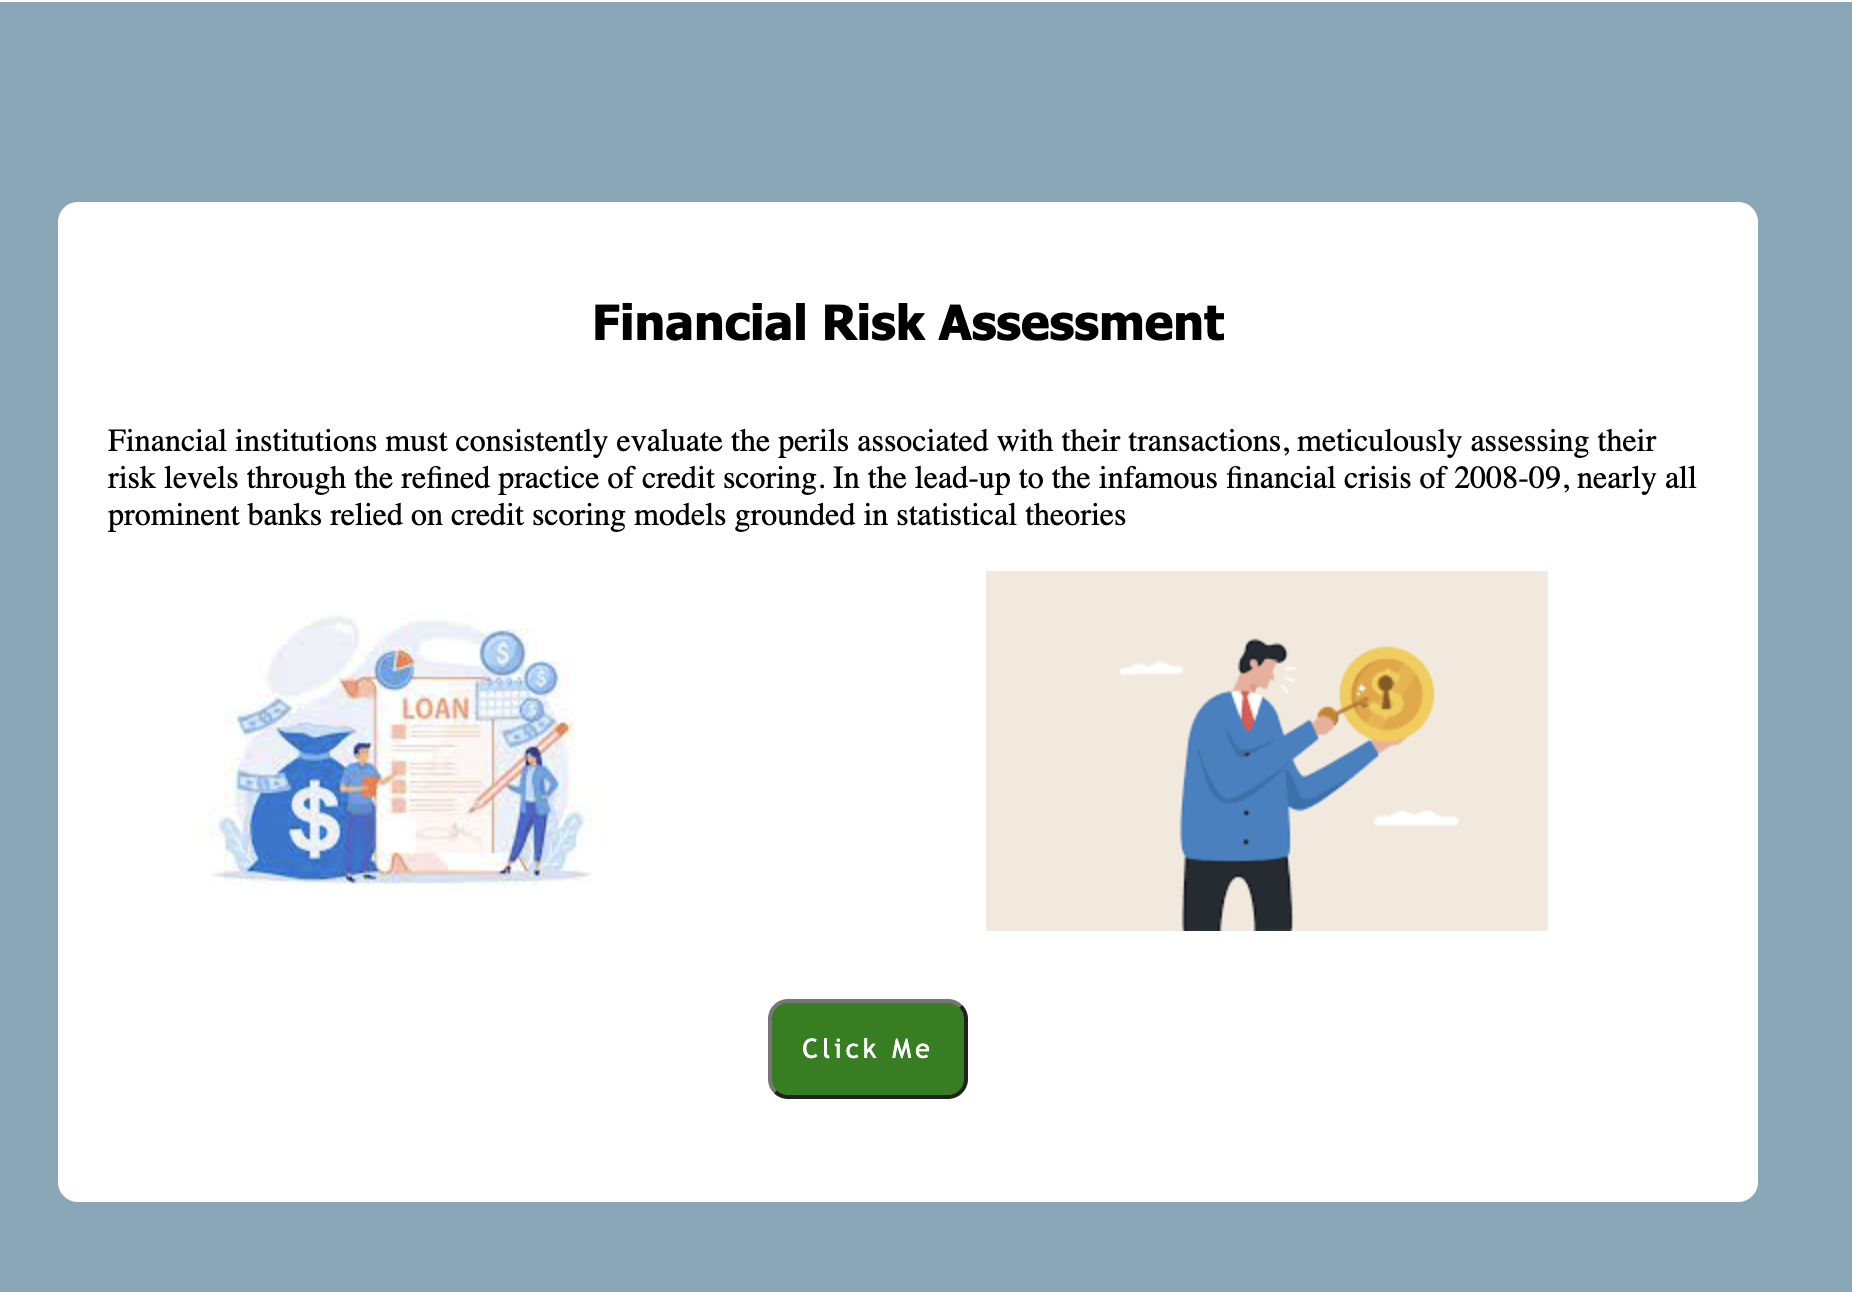 Financial Risk Assessment
Financial institutions must consistently evaluate the perils associated with their transactions, meticulously assessing their
risk levels through the refined practice of credit scoring. In the lead-up to the infamous financial crisis of 2008-09, nearly all
prominent banks relied on credit scoring models grounded in statistical theories
$
$
LOAN
$
$
$
Click Me